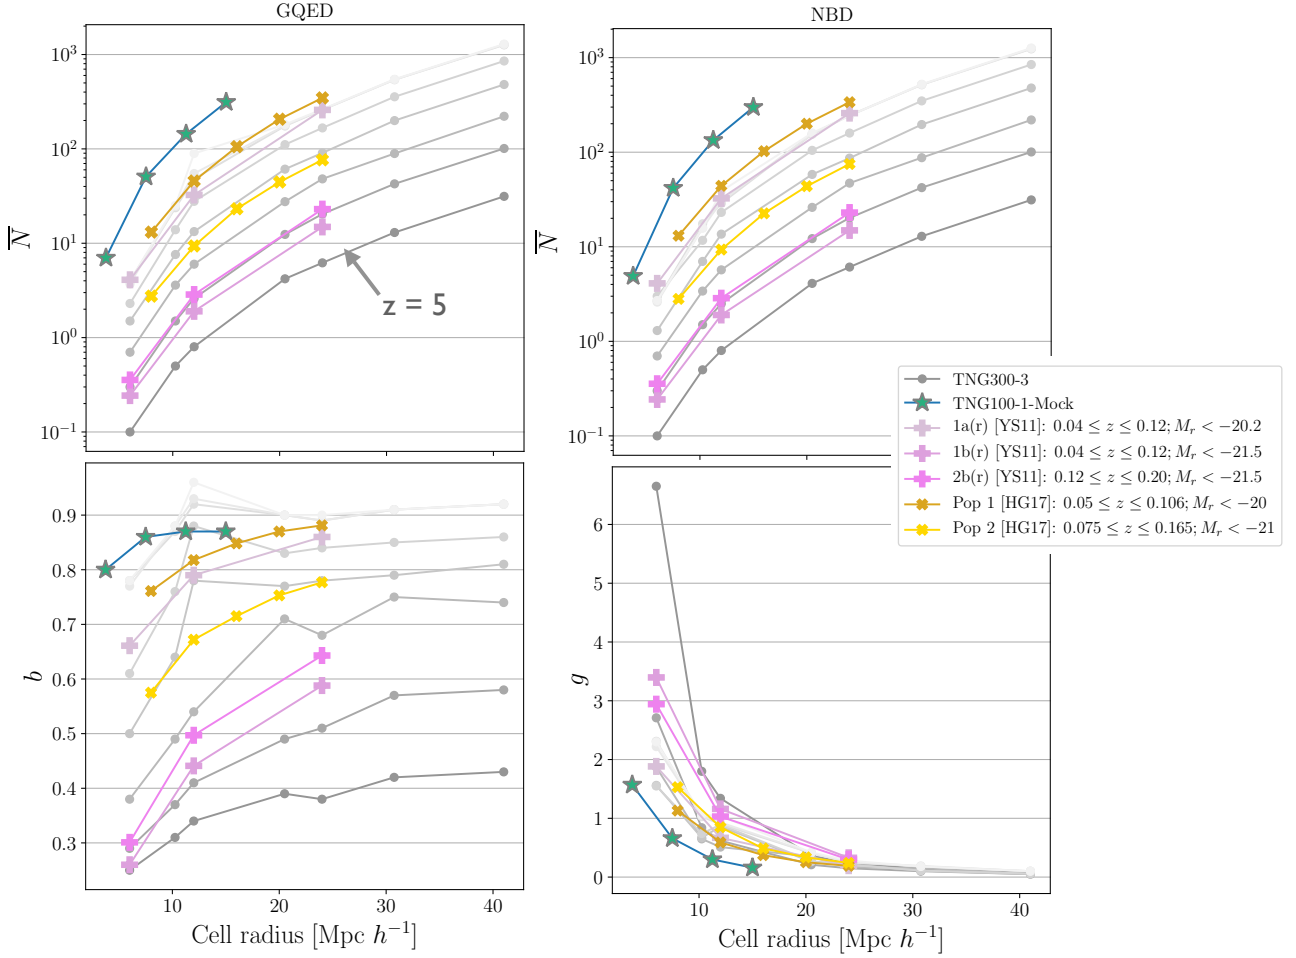 GQED
NBD
10³
10²
10¹
10⁰
10⁻¹
N̅
z = 5
10³
10²
10¹
10⁰
10⁻¹
N̅
TNG300-3
TNG100-1-Mock
1a(r) [YS11]: 0.04 ≤ z ≤ 0.12; Mᵣ < −20.2
1b(r) [YS11]: 0.04 ≤ z ≤ 0.12; Mᵣ < −21.5
2b(r) [YS11]: 0.12 ≤ z ≤ 0.20; Mᵣ < −21.5
Pop 1 [HG17]: 0.05 ≤ z ≤ 0.106; Mᵣ < −20
Pop 2 [HG17]: 0.075 ≤ z ≤ 0.165; Mᵣ < −21
0.9
0.8
0.7
0.6
0.5
0.4
0.3
b
10
20
30
40
Cell radius [Mpc h⁻¹]
6
5
4
3
2
1
0
g
10
20
30
40
Cell radius [Mpc h⁻¹]